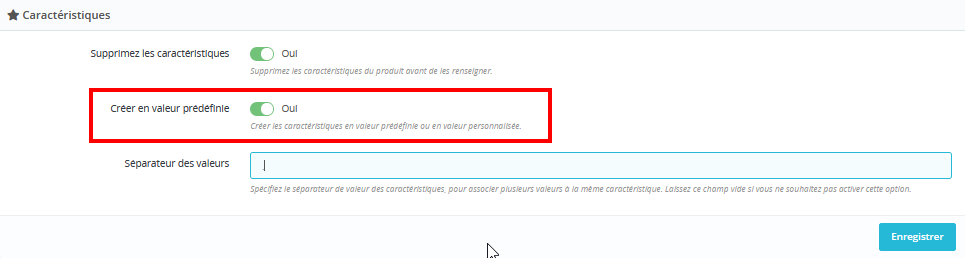 Caractéristiques
Supprimez les caractéristiques Oui
Supprimez les caractéristiques du produit avant de les renseigner.
Créer en valeur prédéfinie Oui
Créer les caractéristiques en valeur prédéfinie ou en valeur personnalisée.
Séparateur des valeurs
Spécifiez le séparateur de valeur des caractéristiques, pour associer plusieurs valeurs à la même caractéristique. Laissez ce champ vide si vous ne souhaitez pas activer cette option.
Enregistrer